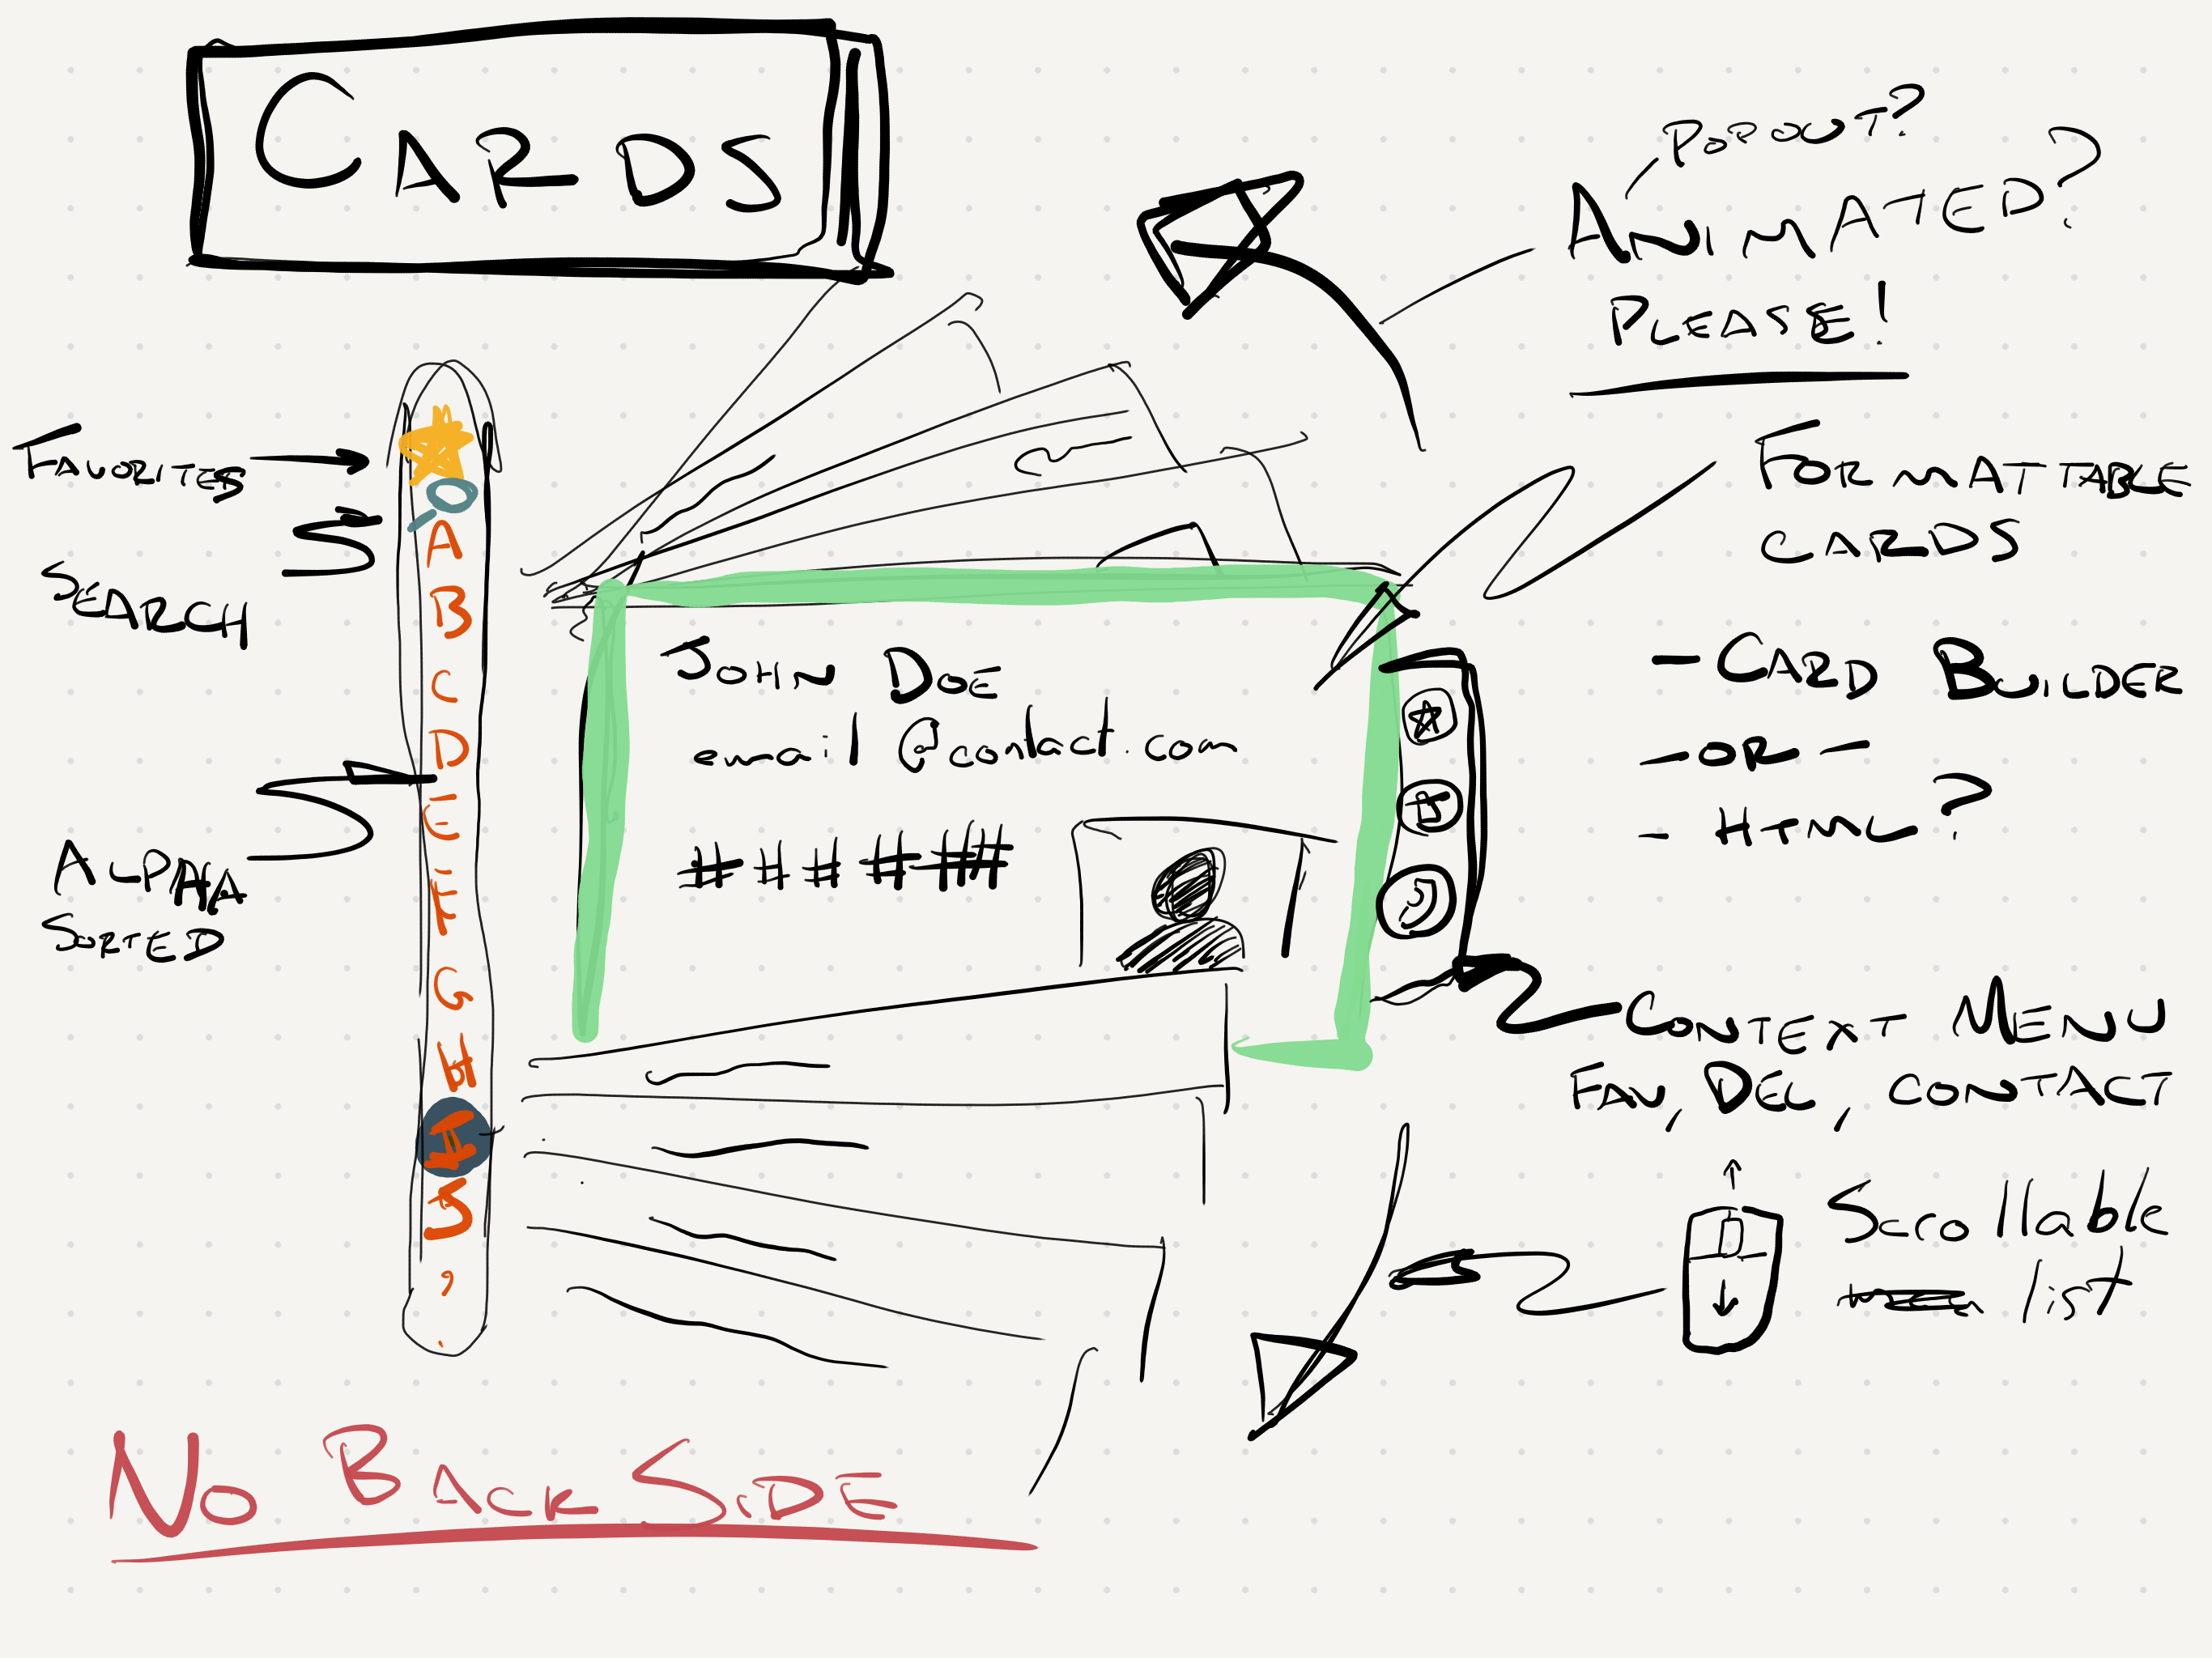 CARDS
POPOUT?
ANIMATED?
PLEASE!
FAVORITES
SEARCH
ALPHA
SORTED
A
B
C
D
E
F
G
H
I
J
JOHN DOE
email@contact.com
### ####
FORMATTABLE
CARDS
- CARD BUILDER
- OR -
- HTML?
CONTEXT MENU
FAV, DEL, CONTACT
Scrollable
list
NO BACKSIDE